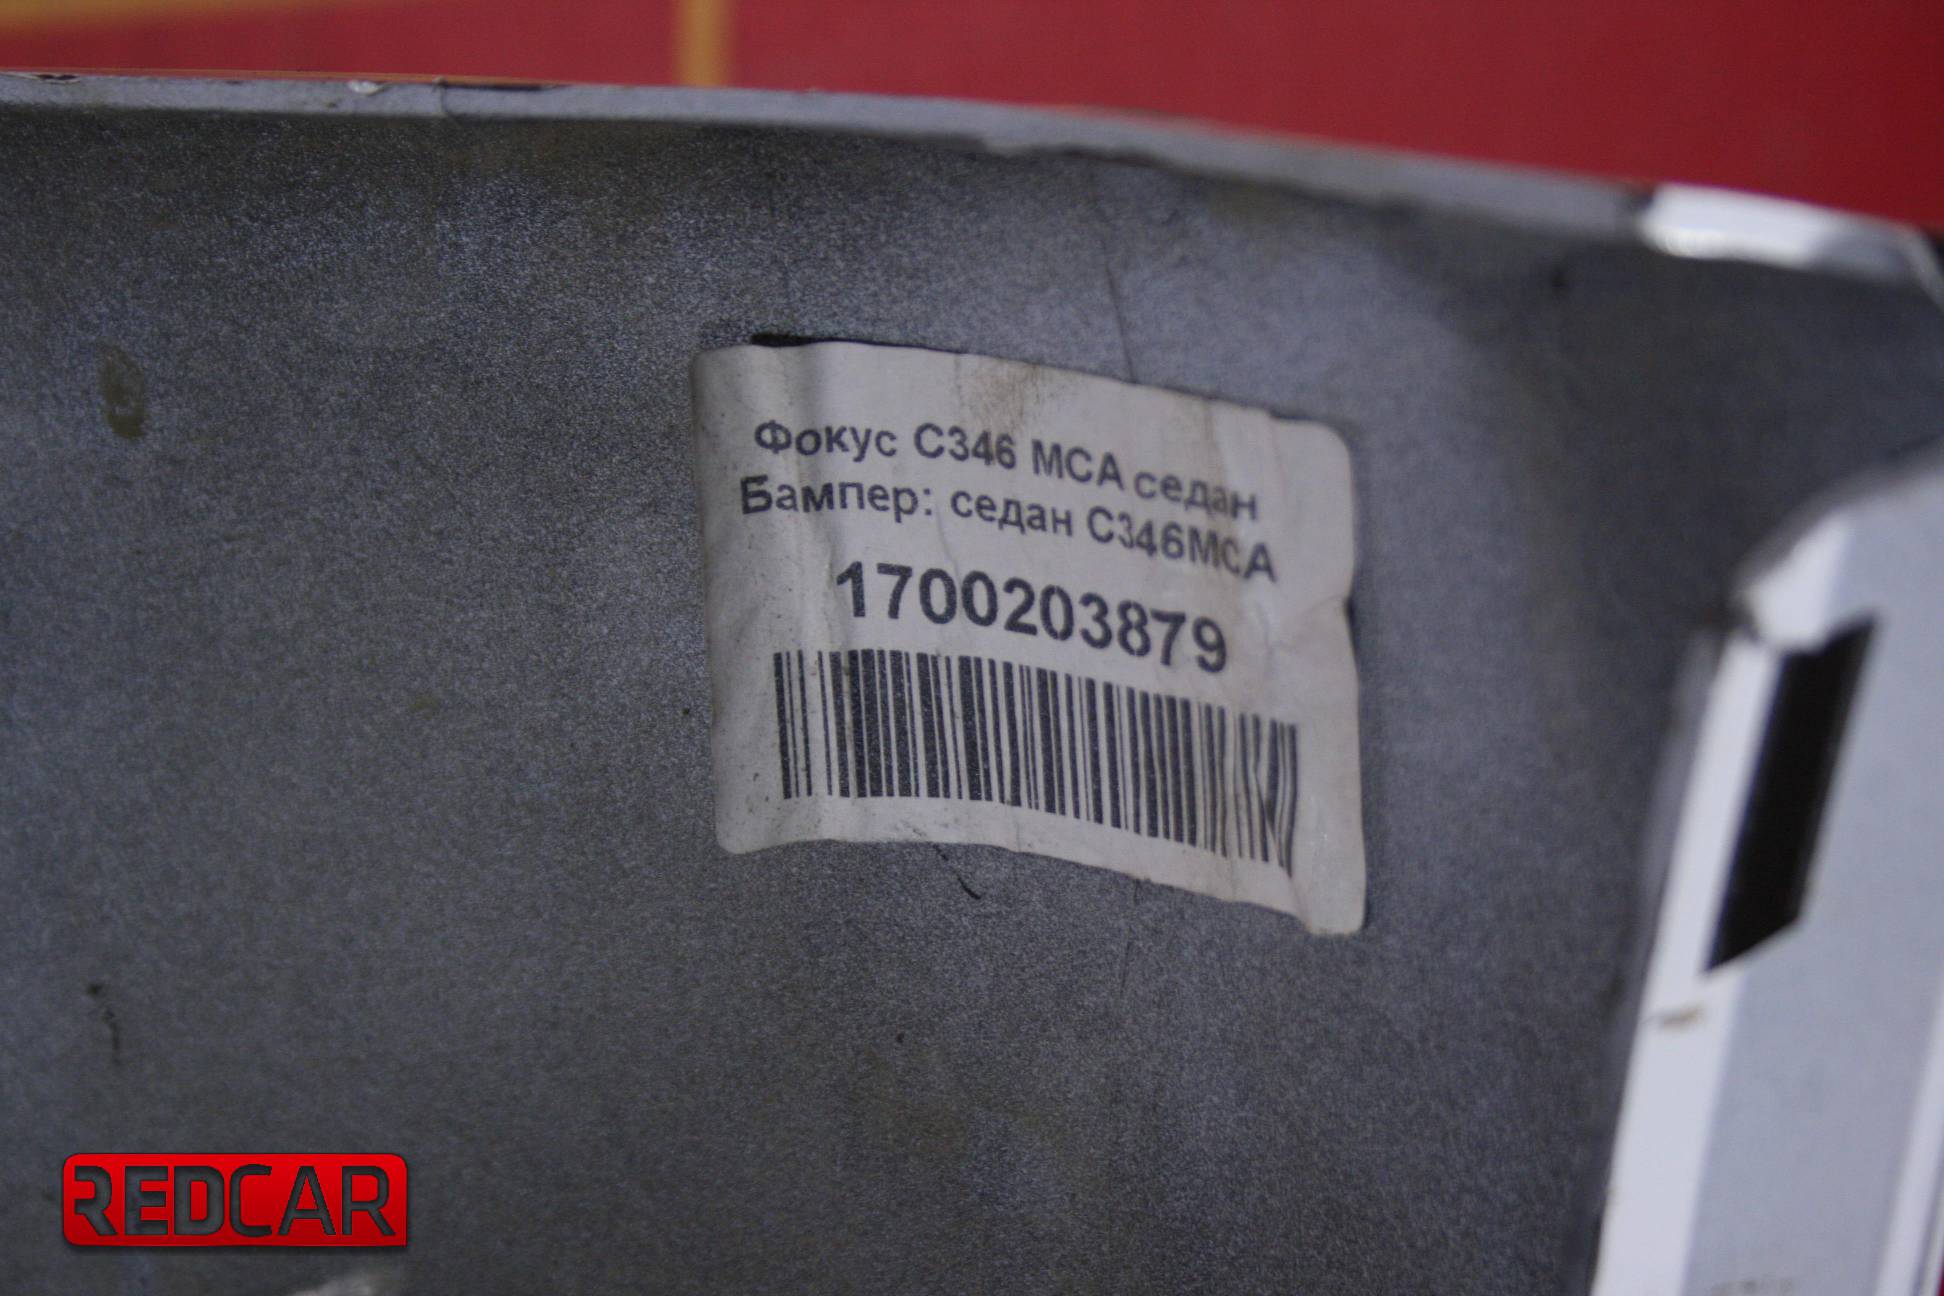 Фокус С346 МСА седан
Бампер: седан С346МСА
1700203879
REDCAR